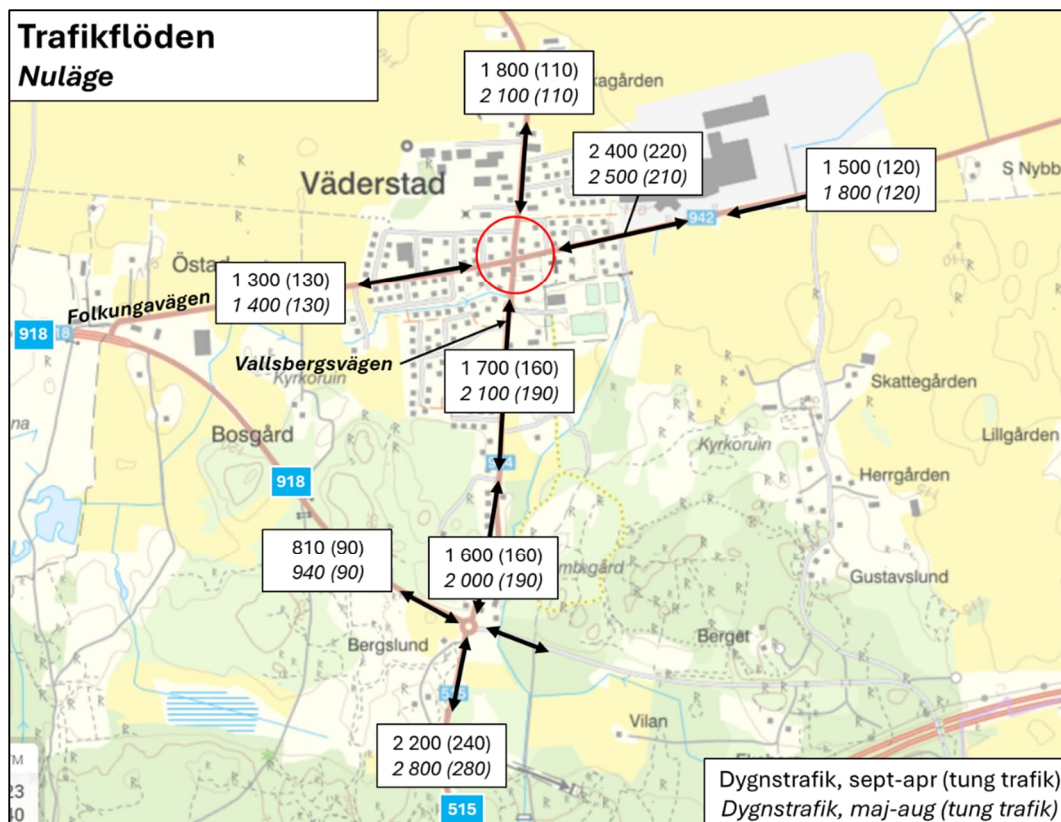 Trafikflöden
Nuläge
1 800 (110)
2 100 (110)
kagården
2 400 (220)
2 500 (210)
1 500 (120)
1 800 (120)
S Nybb
Väderstad
942
Östad
1 300 (130)
1 400 (130)
Folkungavägen
918
18
Vallsbergsvägen
Kyrkoruin
1 700 (160)
2 100 (190)
Skattegården
Bosgård
Kyrkoruin
Lillgården
Herrgården
918
810 (90)
940 (90)
1 600 (160)
2 000 (190)
Gustavslund
Bergslund
Berget
Vilan
2 200 (240)
2 800 (280)
515
Dygnstrafik, sept-apr (tung trafik)
Dygnstrafik, maj-aug (tung trafik)